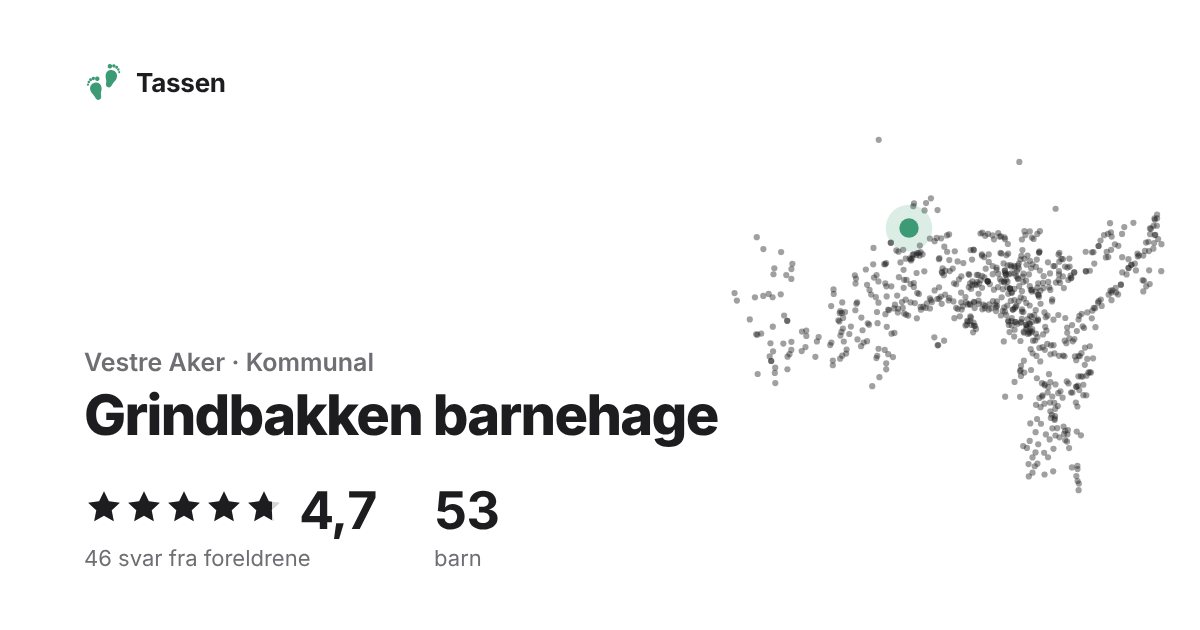 Tassen
Vestre Aker · Kommunal
Grindbakken barnehage
4,7
53
46 svar fra foreldrene
barn